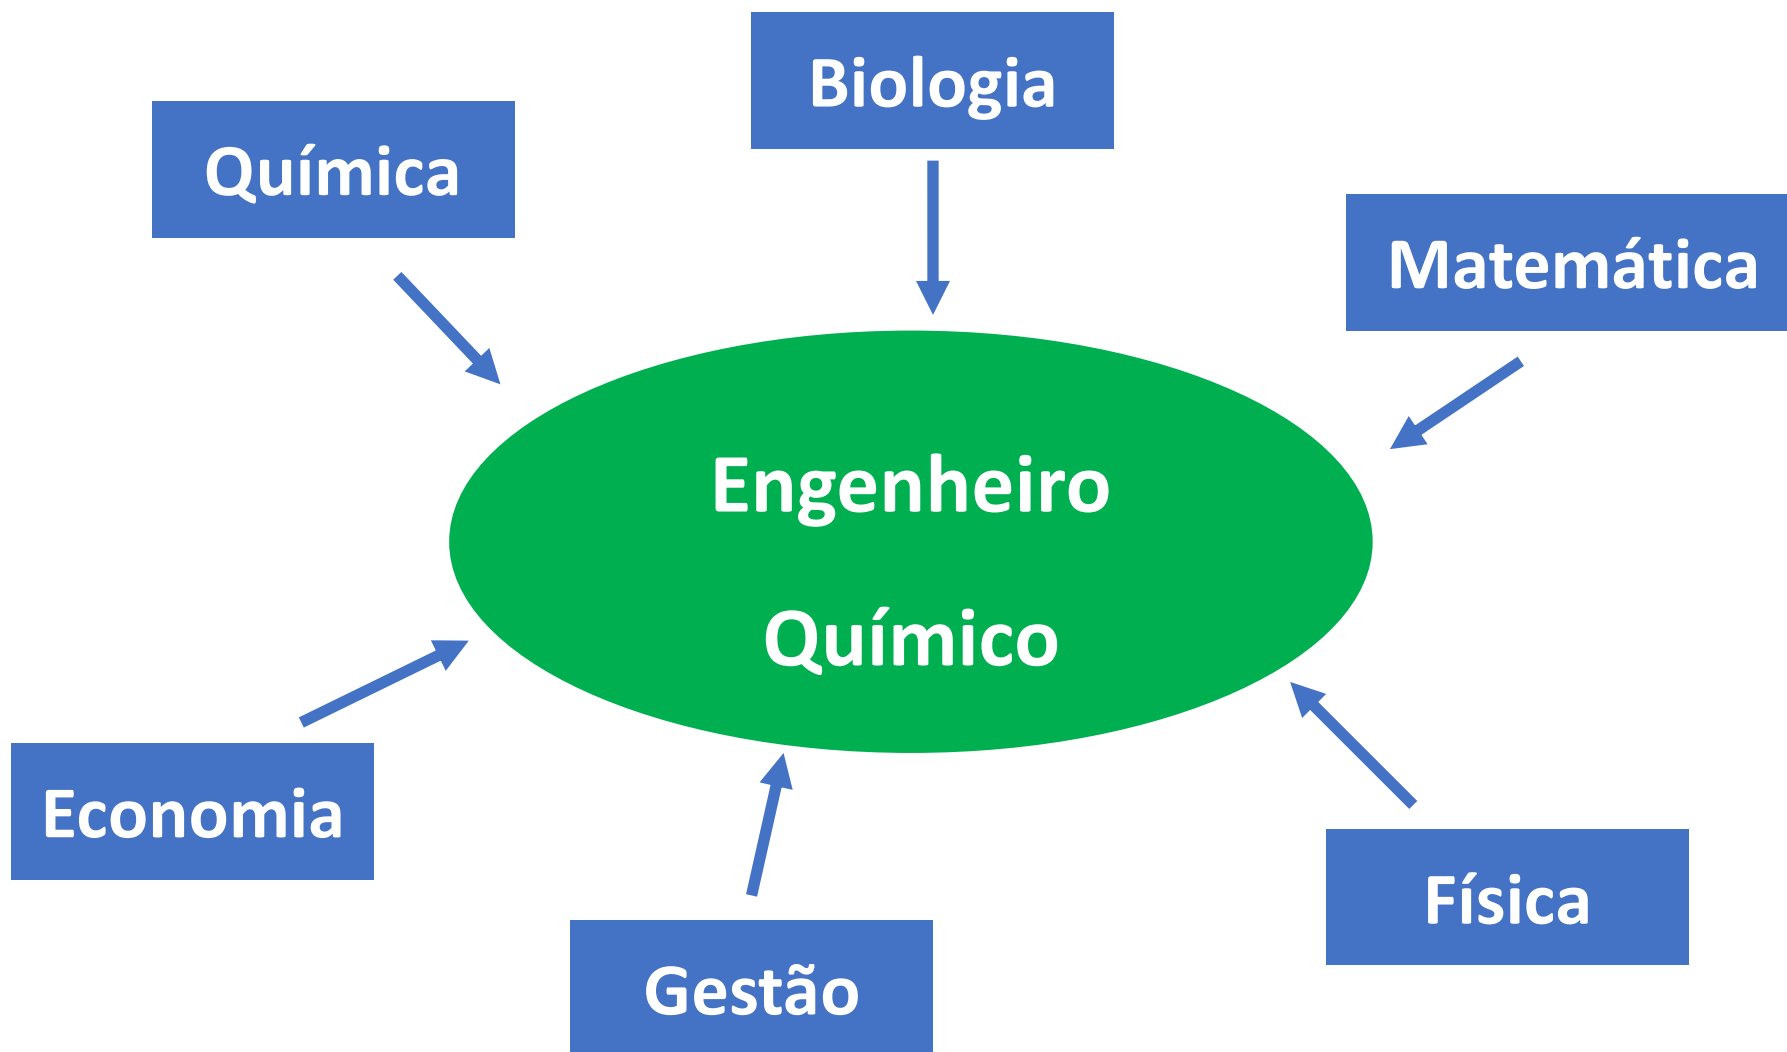 Biologia
Química
Matemática
Engenheiro
Químico
Economia
Física
Gestão